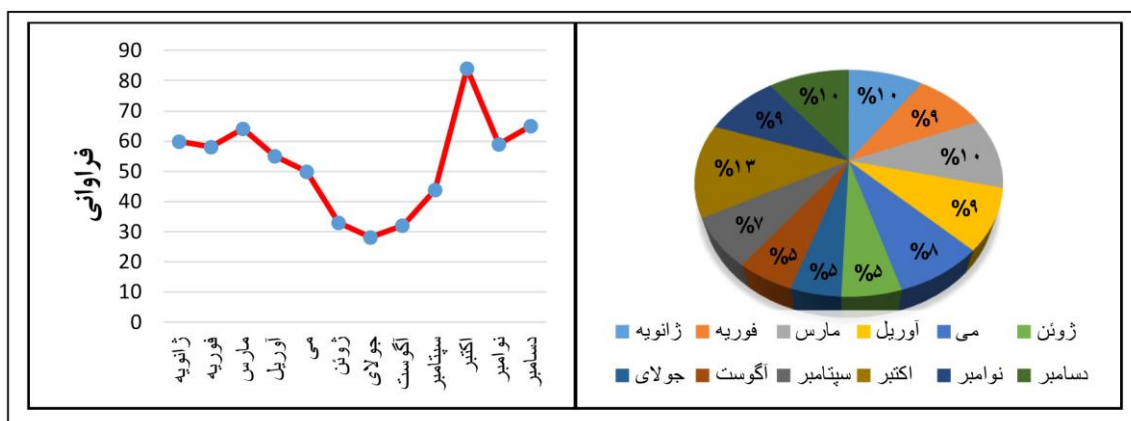 90
80
70
60
50
40
30
20
10
0
فراوانی
ژانویه
فوریه
مارس
آوریل
می
ژوئن
جولای
آگوست
سپتامبر
اکتبر
نوامبر
دسامبر
%۱۰
%۹
%۱۰
%۹
%۸
%۵
%۵
%۵
%۷
%۱۳
%۹
%۱۰
ژانویه فوریه مارس آوریل می ژوئن
جولای آگوست سپتامبر اکتبر نوامبر دسامبر